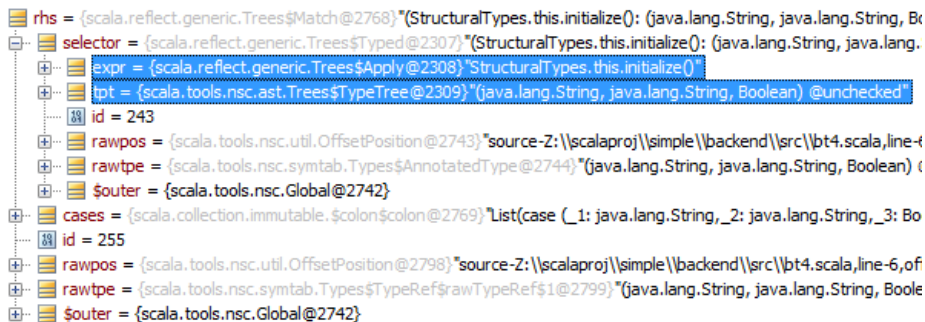 rhs = {scala.reflect.generic.Trees$Match@2768}"(StructuralTypes.this.initialize(): (java.lang.String, java.lang.String, Bo
selector = {scala.reflect.generic.Trees$Typed@2307}"(StructuralTypes.this.initialize(): (java.lang.String, java.lang.
expr = {scala.reflect.generic.Trees$Apply@2308}"StructuralTypes.this.initialize()"
tpt = {scala.tools.nsc.ast.Trees$TypeTree@2309}"(java.lang.String, java.lang.String, Boolean) @unchecked"
id = 243
rawpos = {scala.tools.nsc.util.OffsetPosition@2743}"source-Z:\\scalaproj\\simple\\backend\\src\\bt4.scala,line-6
rawtpe = {scala.tools.nsc.symtab.Types$AnnotatedType@2744}"(java.lang.String, java.lang.String, Boolean) @
$outer = {scala.tools.nsc.Global@2742}
cases = {scala.collection.immutable.$colon$colon@2769}"List(case (_1: java.lang.String,_2: java.lang.String,_3: Bo
id = 255
rawpos = {scala.tools.nsc.util.OffsetPosition@2798}"source-Z:\\scalaproj\\simple\\backend\\src\\bt4.scala,line-6,off
rawtpe = {scala.tools.nsc.symtab.Types$TypeRef$rawTypeRef$1@2799}"(java.lang.String, java.lang.String, Boole
$outer = {scala.tools.nsc.Global@2742}